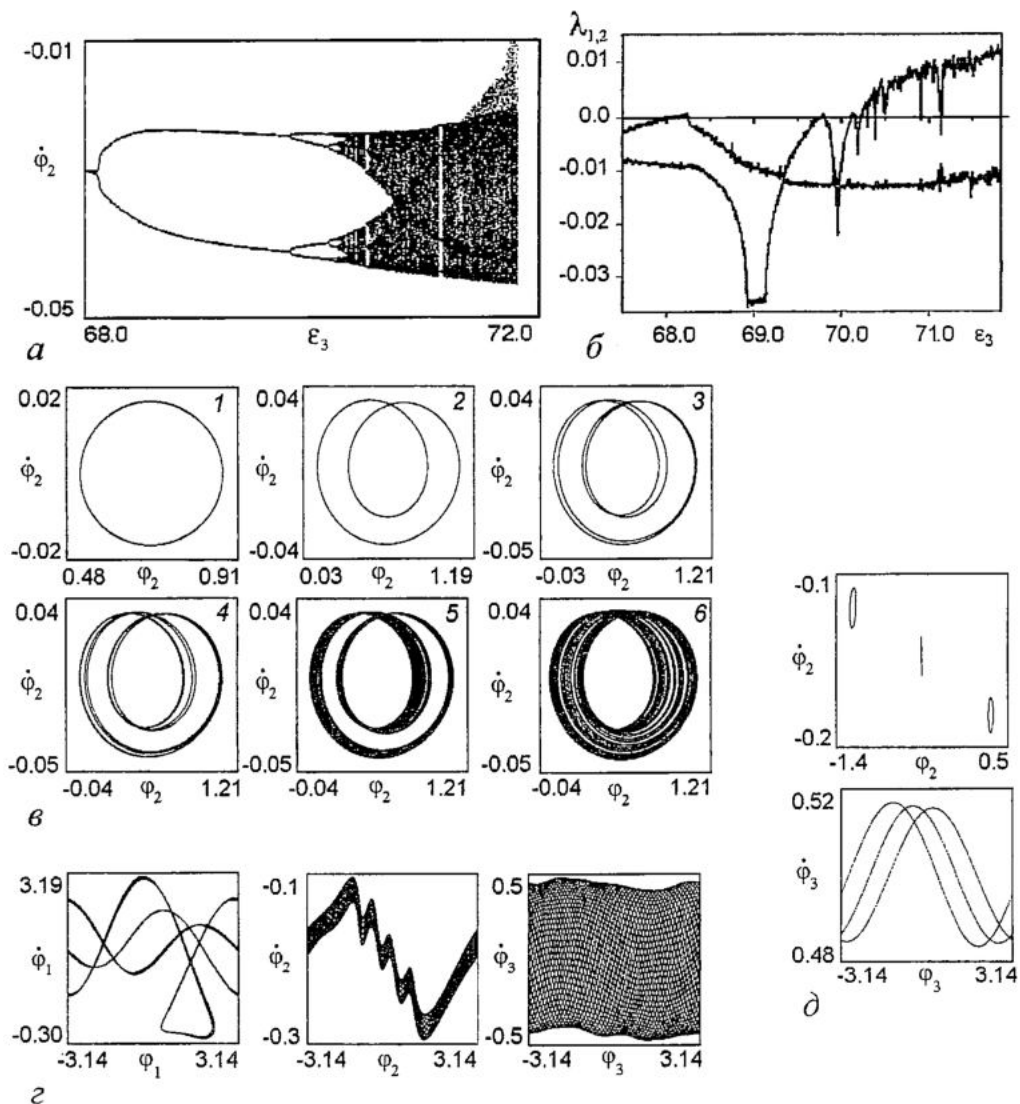 -0.01
φ̇₂
-0.05
68.0 ε₃ 72.0
а
λ₁,₂
0.01
0.0
-0.01
-0.02
-0.03
68.0 69.0 70.0 71.0 ε₃
б
0.02 1
φ̇₂
-0.02
0.48 φ₂ 0.91
0.04 2
φ̇₂
-0.04
0.03 φ₂ 1.19
0.04 3
φ̇₂
-0.05
-0.03 φ₂ 1.21
0.04 4
φ̇₂
-0.05
-0.04 φ₂ 1.21
0.04 5
φ̇₂
-0.05
-0.04 φ₂ 1.21
0.04 6
φ̇₂
-0.05
-0.04 φ₂ 1.21
в
3.19
φ̇₁
-0.30
-3.14 φ₁ 3.14
-0.1
φ̇₂
-0.3
-3.14 φ₂ 3.14
0.5
φ̇₃
-0.5
-3.14 φ₃ 3.14
г
-0.1
φ̇₂
-0.2
-1.4 φ₂ 0.5
0.52
φ̇₃
0.48
-3.14 φ₃ 3.14
д